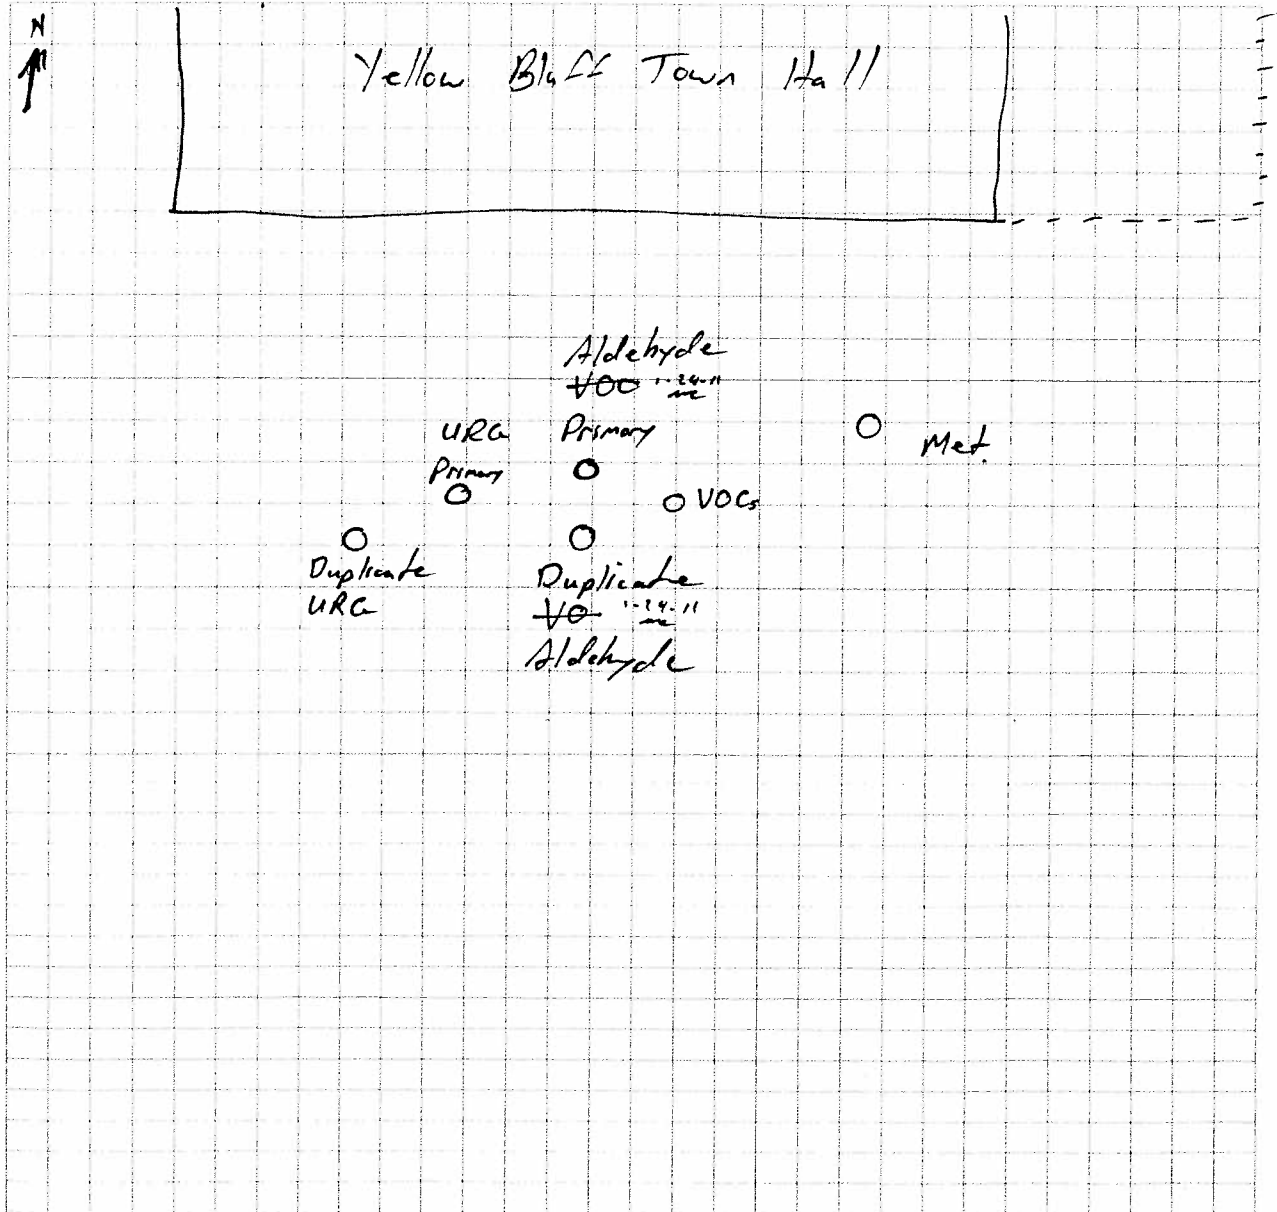 N
Yellow Bluff Town Hall
Aldehyde
VOC 1-24-11
URG Primary
Primary
Met.
VOCs
Duplicate
URG
Duplicate
VO 1-24-11
Aldehyde